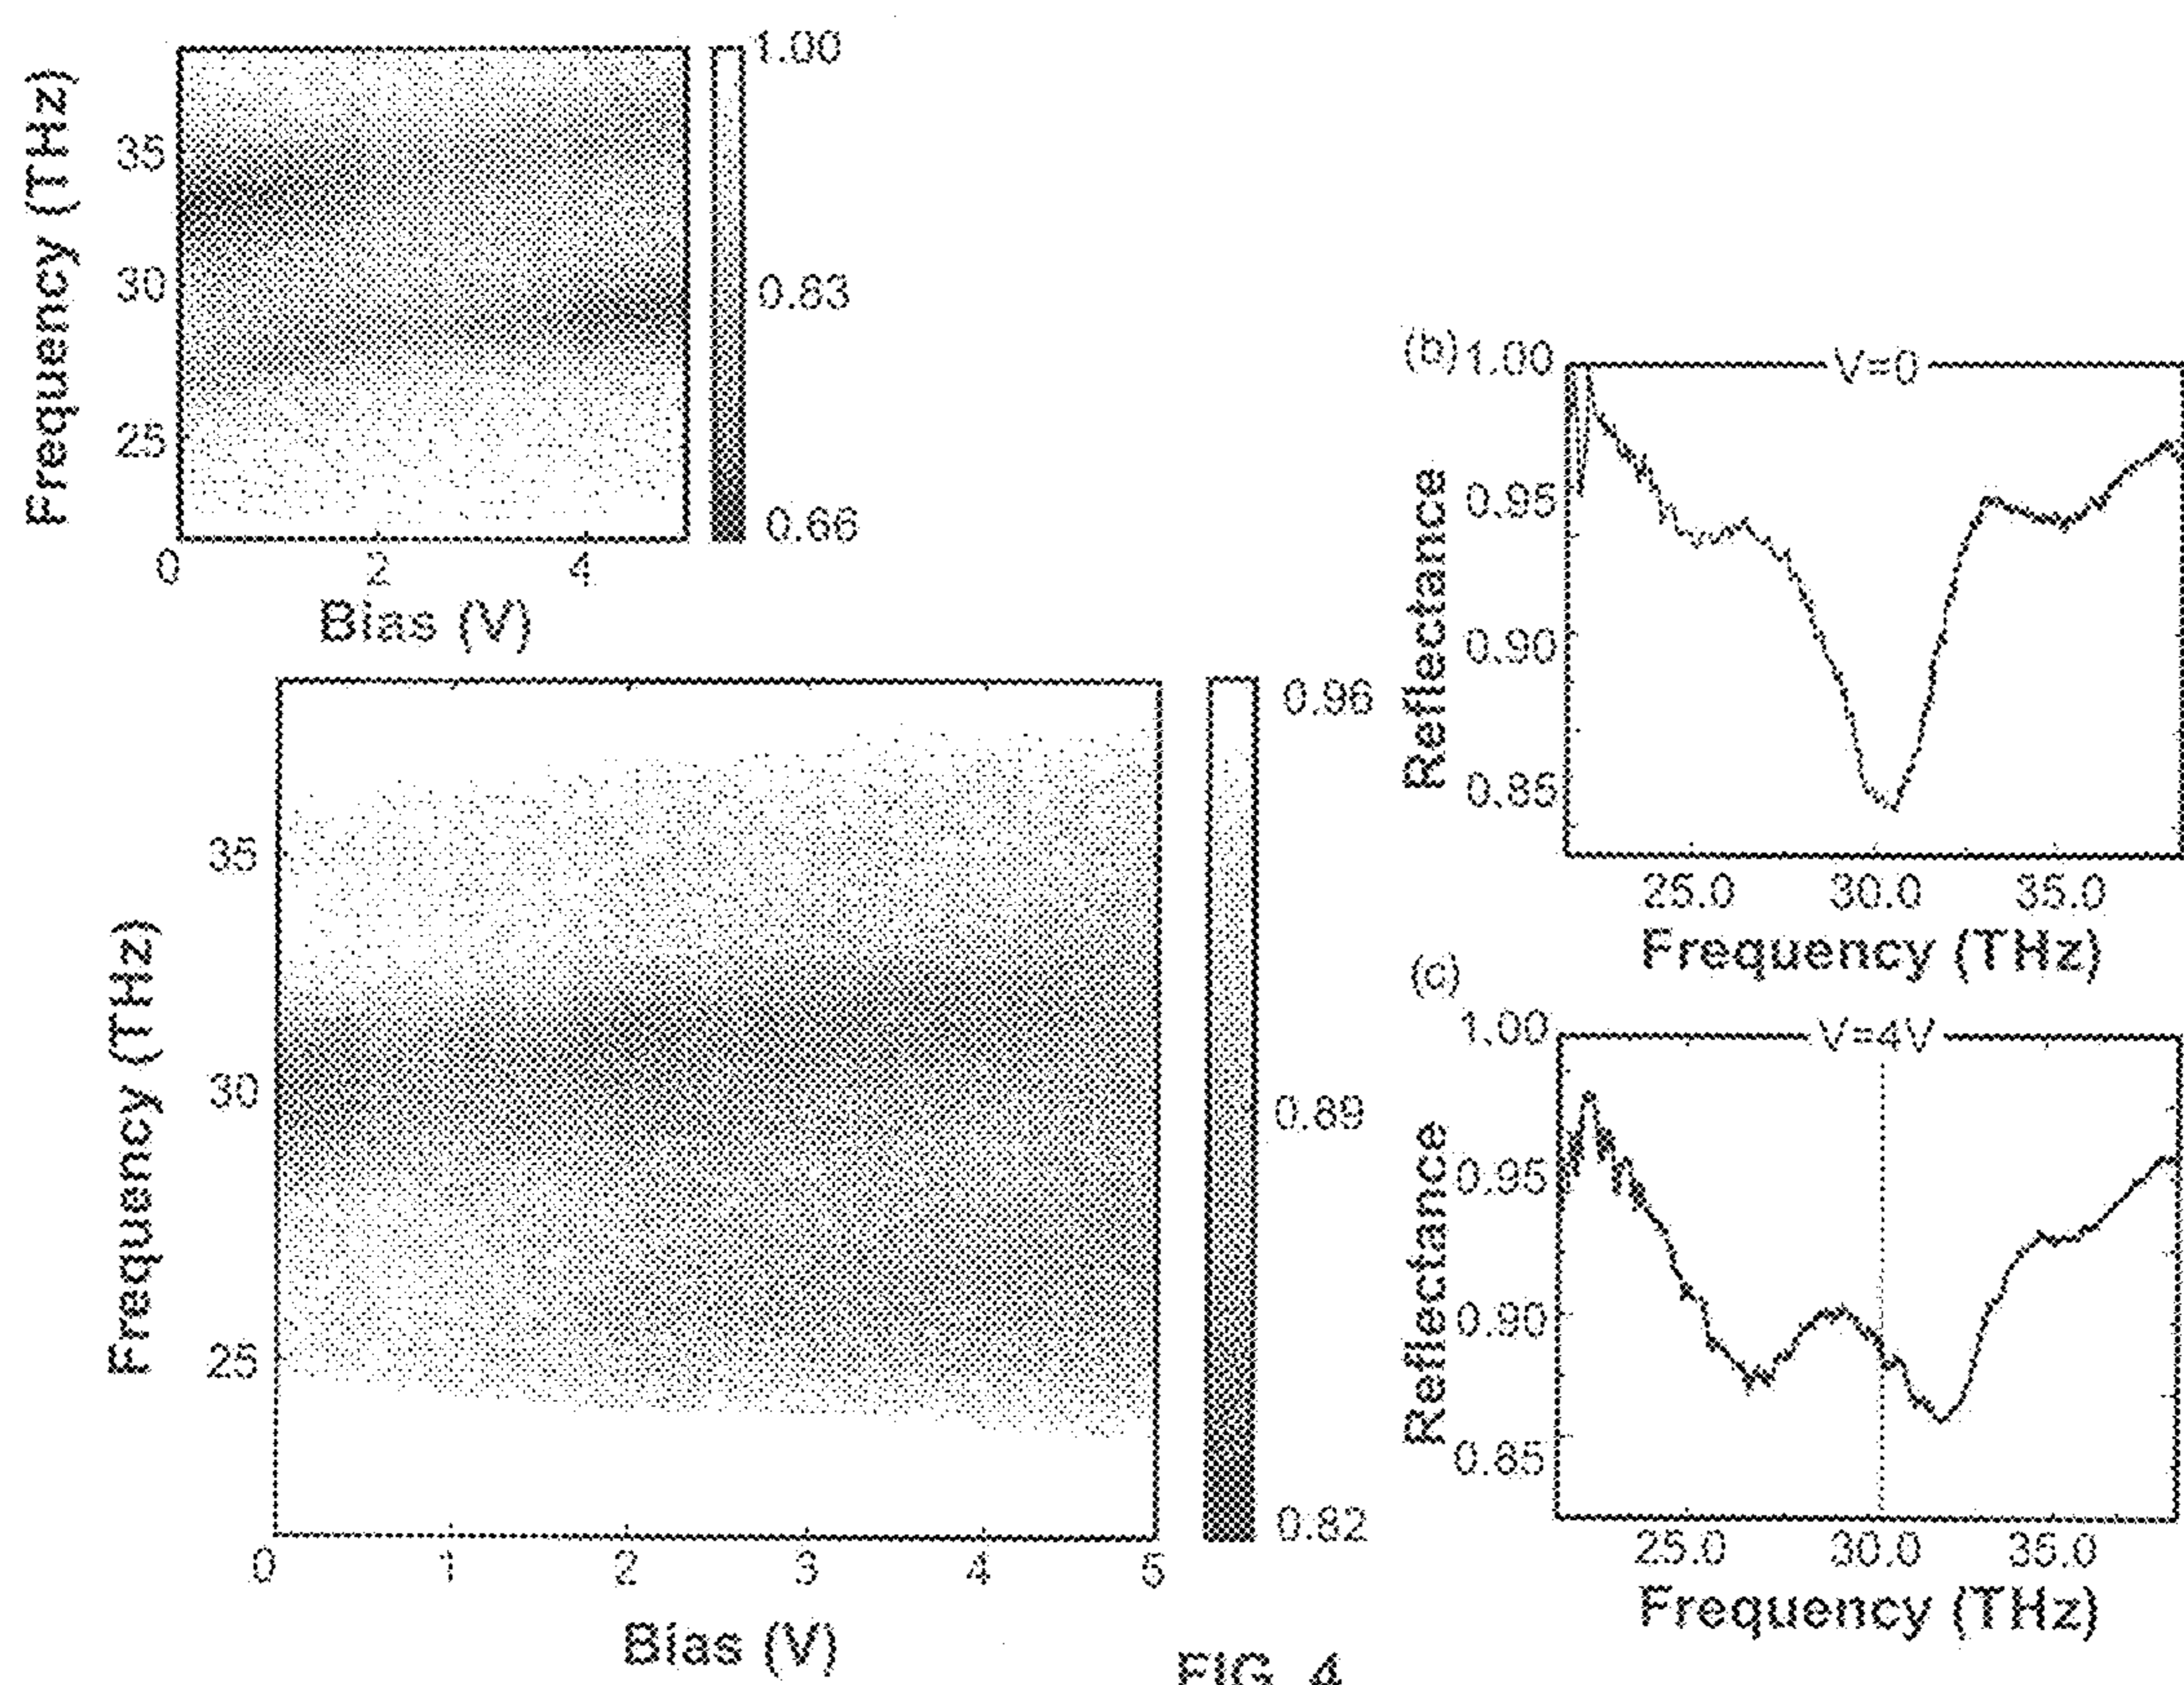 Frequency (THz)
35
30
25
0
2
4
Bias (V)
1.00
0.83
0.66
Frequency (THz)
35
30
25
0
1
2
3
4
5
Bias (V)
0.96
0.89
0.82
(b)
V=0
Reflectance
1.00
0.95
0.90
0.85
25.0
30.0
35.0
Frequency (THz)
(c)
V=4V
Reflectance
1.00
0.95
0.90
0.85
25.0
30.0
35.0
Frequency (THz)
FIG. 4